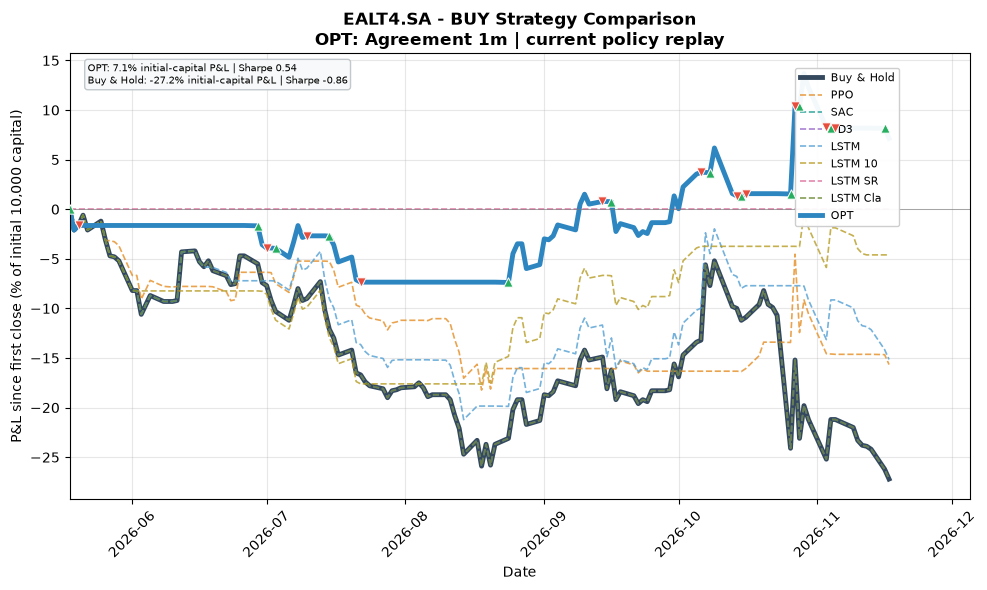 EALT4.SA - BUY Strategy Comparison
OPT: Agreement 1m | current policy replay
OPT: 7.1% initial-capital P&L | Sharpe 0.54
Buy & Hold: -27.2% initial-capital P&L | Sharpe -0.86
Buy & Hold
PPO
SAC
D3
LSTM
LSTM 10
LSTM SR
LSTM Cla
OPT
P&L since first close (% of initial 10,000 capital)
15
10
5
0
−5
−10
−15
−20
−25
2026-06
2026-07
2026-08
2026-09
2026-10
2026-11
2026-12
Date